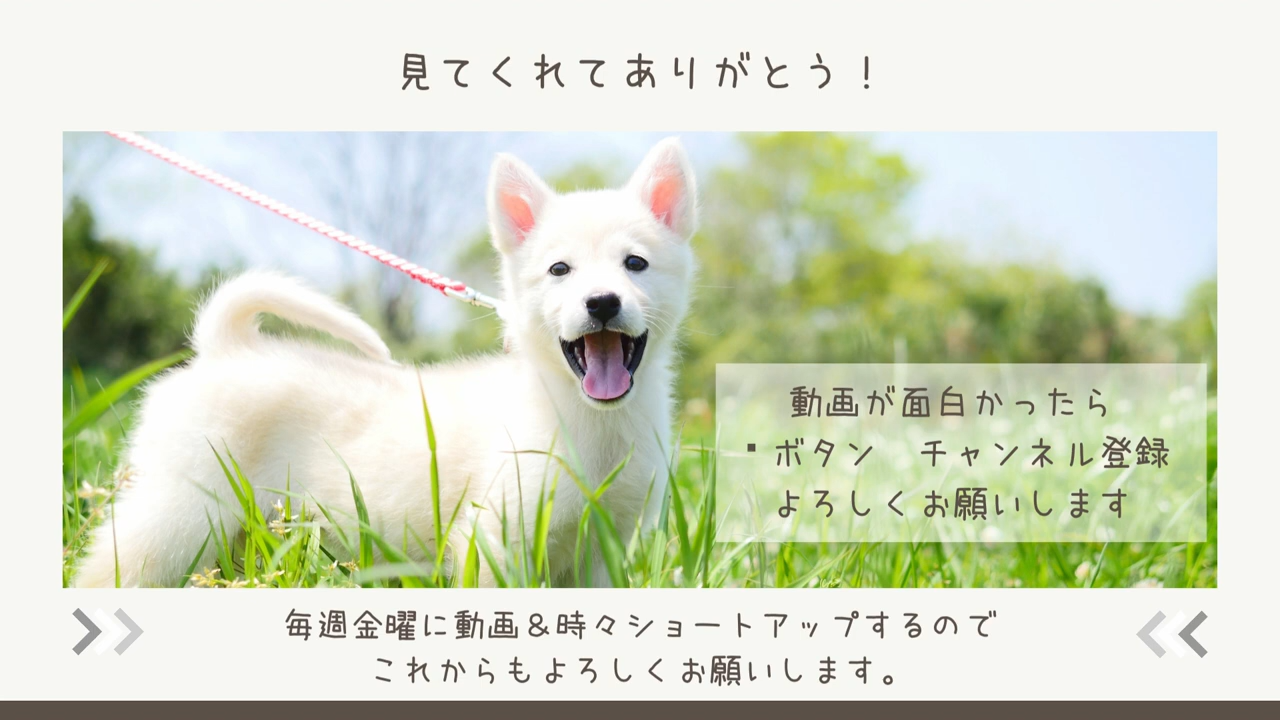 見てくれてありがとう！
動画が面白かったら
▪ボタン　チャンネル登録
よろしくお願いします
毎週金曜に動画＆時々ショートアップするので
これからもよろしくお願いします。